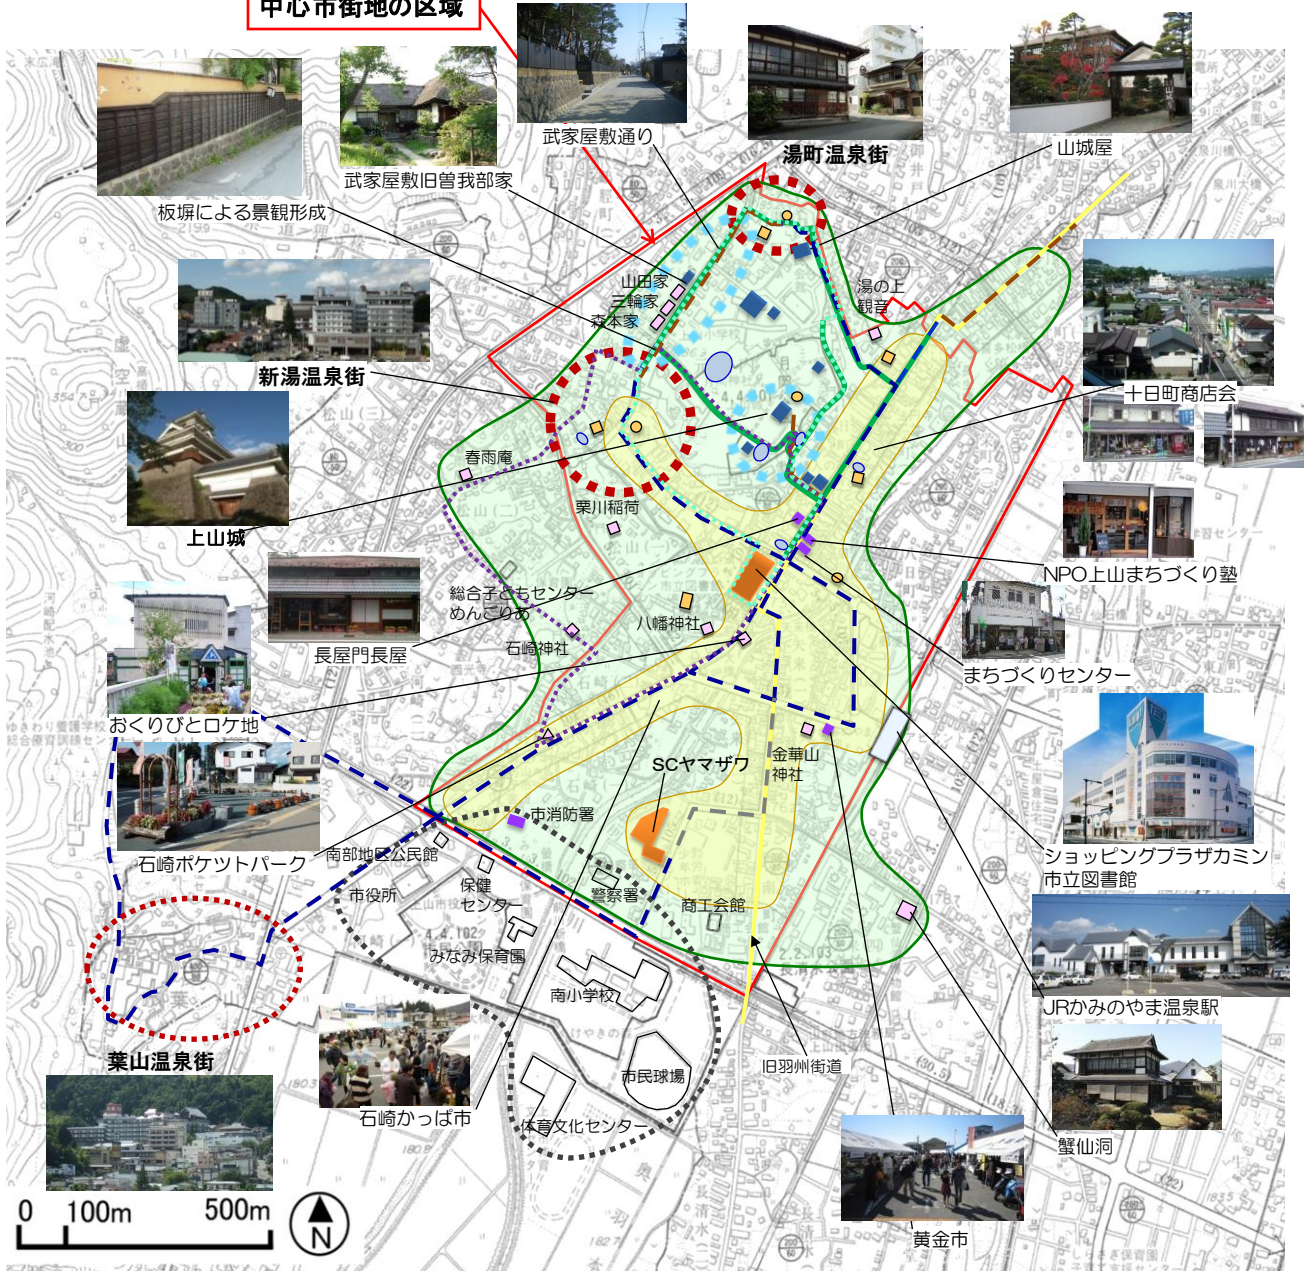 中心市街地の区域
武家屋敷通り
湯町温泉街
山城屋
武家屋敷旧曽我部家
板塀による景観形成
山田家
三輪家
森本家
湯の上
観音
新湯温泉街
十日町商店会
春雨庵
栗川稲荷
上山城
NPO上山まちづくり塾
総合子どもセンター
めんごりあ
八幡神社
石崎神社
長屋門長屋
まちづくりセンター
おくりびとロケ地
金華山
神社
SCヤマザワ
市消防署
ショッピングプラザカミン
市立図書館
石崎ポケットパーク
南部地区公民館
市役所
保健
センター
警察署
商工会館
みなみ保育園
南小学校
JRかみのやま温泉駅
葉山温泉街
市民球場
旧羽州街道
石崎かっぱ市
体育文化センター
蟹仙洞
黄金市
0 100m 500m
N